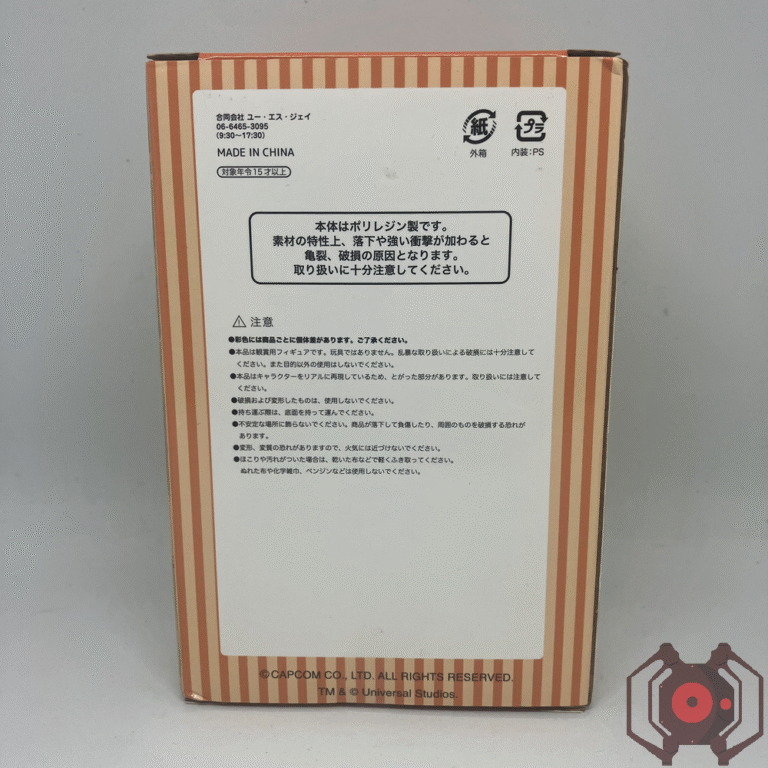 合同会社 ユー・エス・ジェイ
06-6465-3095
(9:30〜17:30)
MADE IN CHINA
対象年令15才以上
紙
外箱
プラ
内装:PS
本体はポリレジン製です。
素材の特性上、落下や強い衝撃が加わると
亀裂、破損の原因となります。
取り扱いに十分注意してください。
⚠ 注意
●彩色には商品ごとに個体差があります。ご了承ください。
●本品は観賞用フィギュアです。玩具ではありません。乱暴な取り扱いによる破損には十分注意して
ください。また目的以外の使用はしないでください。
●本品はキャラクターをリアルに再現しているため、とがった部分があります。取り扱いには注意して
ください。
●破損および変形したものは、使用しないでください。
●持ち運ぶ際は、底面を持って運んでください。
●不安定な場所に飾らないでください。商品が落下して負傷したり、周囲のものを破損する恐れが
あります。
●変形、変質の恐れがありますので、火気には近づけないでください。
●ほこりや汚れがついた場合は、乾いた布などで軽くふき取ってください。
ぬれた布や化学雑巾、ベンジンなどは使用しないでください。
©CAPCOM CO., LTD. ALL RIGHTS RESERVED.
TM & © Universal Studios.